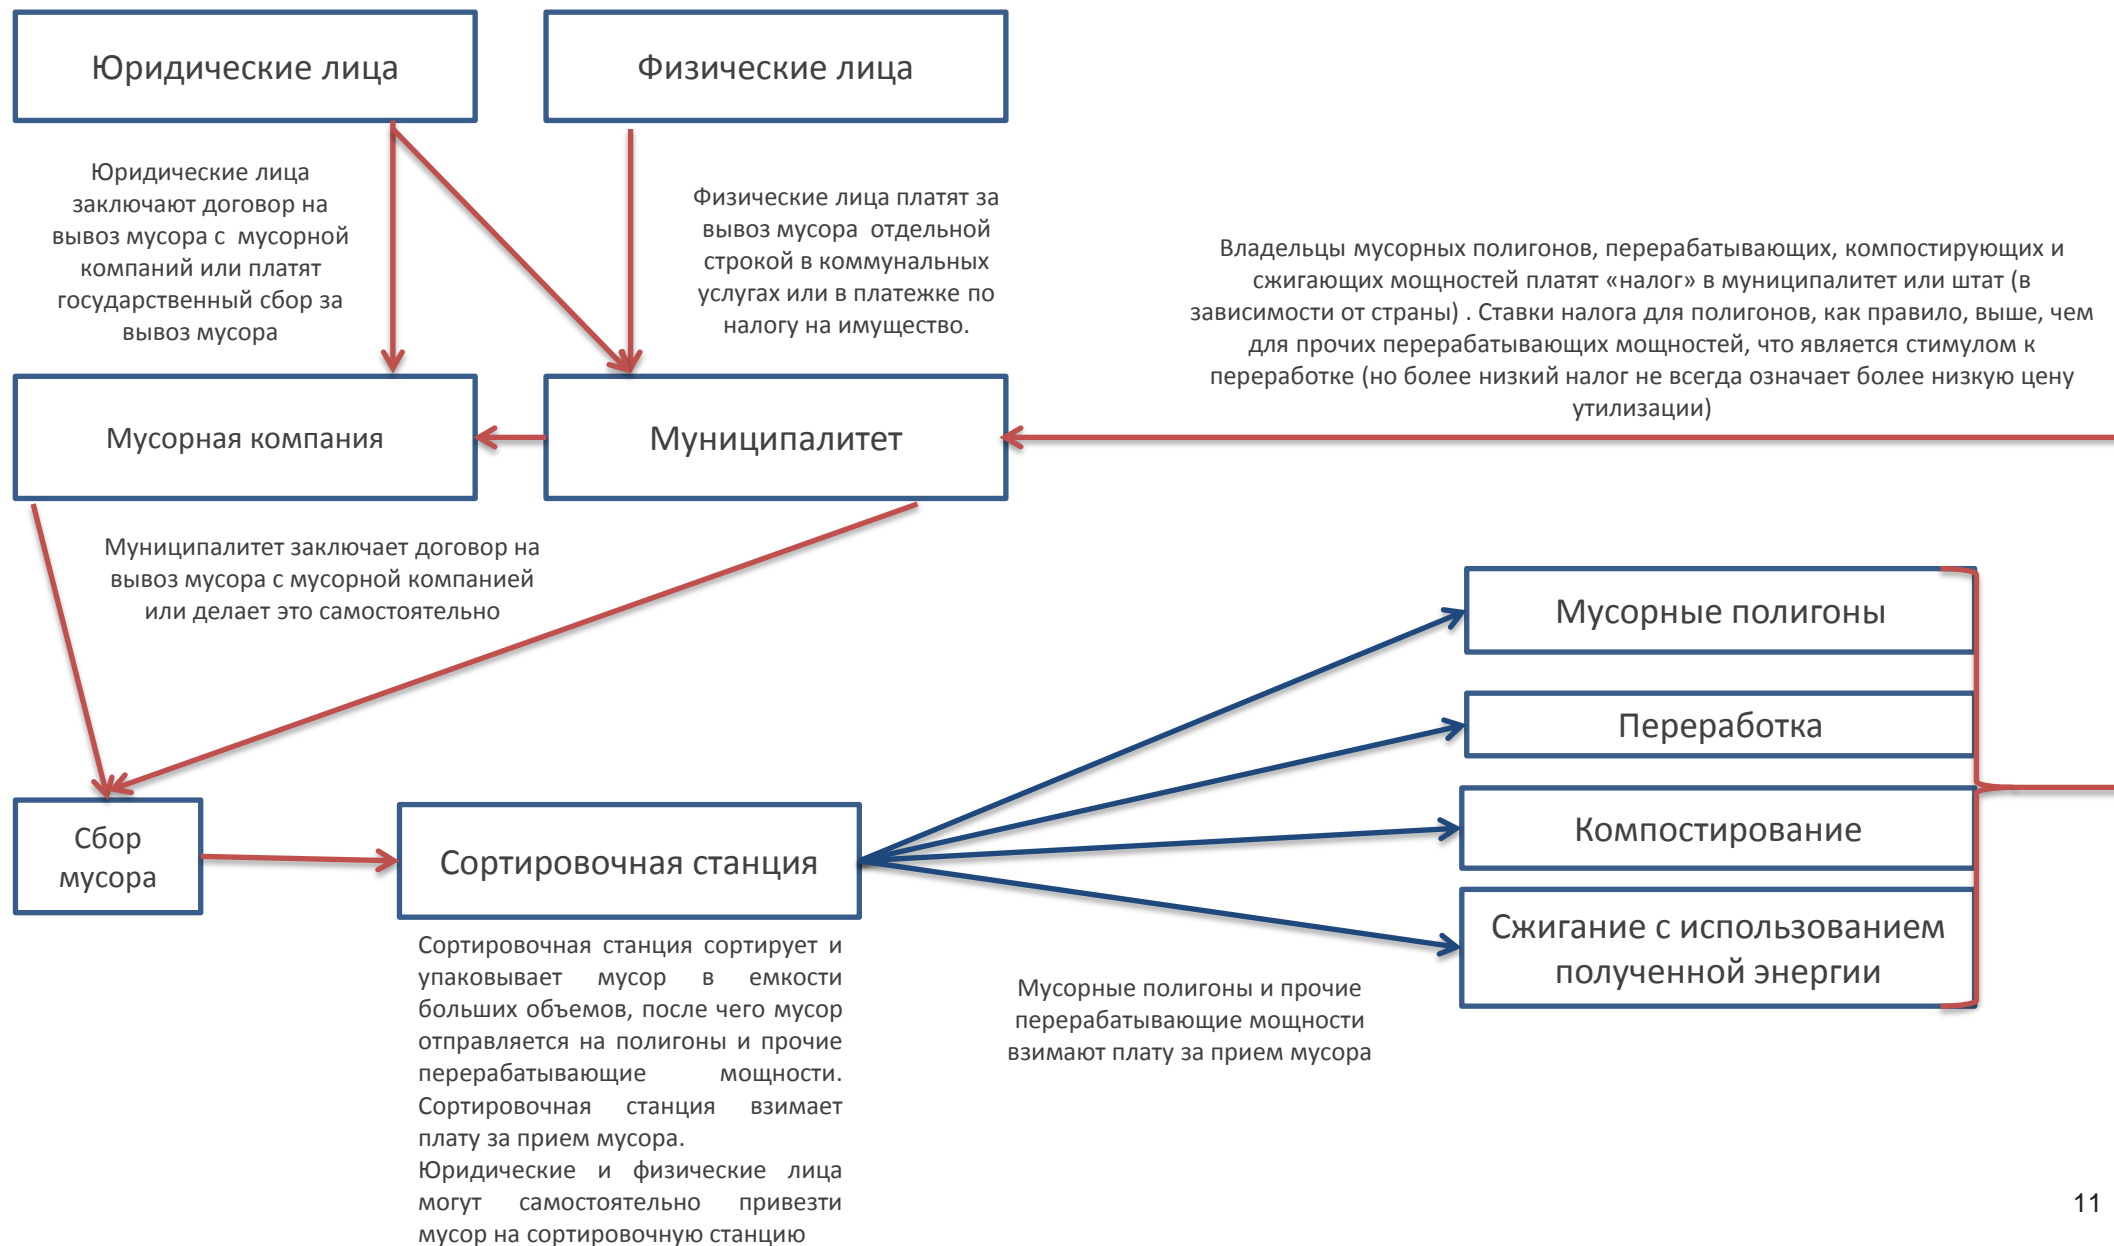 Юридические лица
Физические лица
Юридические лица
заключают договор на
вывоз мусора с мусорной
компаний или платят
государственный сбор за
вывоз мусора
Физические лица платят за
вывоз мусора отдельной
строкой в коммунальных
услугах или в платежке по
налогу на имущество.
Владельцы мусорных полигонов, перерабатывающих, компостирующих и
сжигающих мощностей платят «налог» в муниципалитет или штат (в
зависимости от страны) . Ставки налога для полигонов, как правило, выше, чем
для прочих перерабатывающих мощностей, что является стимулом к
переработке (но более низкий налог не всегда означает более низкую цену
утилизации)
Мусорная компания
Муниципалитет
Муниципалитет заключает договор на
вывоз мусора с мусорной компанией
или делает это самостоятельно
Мусорные полигоны
Переработка
Компостирование
Сжигание с использованием
полученной энергии
Сбор
мусора
Сортировочная станция
Сортировочная станция сортирует и
упаковывает мусор в емкости
больших объемов, после чего мусор
отправляется на полигоны и прочие
перерабатывающие мощности.
Сортировочная станция взимает
плату за прием мусора.
Юридические и физические лица
могут самостоятельно привезти
мусор на сортировочную станцию
Мусорные полигоны и прочие
перерабатывающие мощности
взимают плату за прием мусора
11